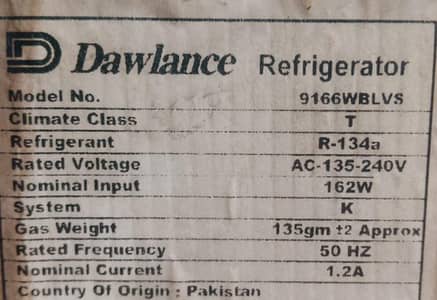 Dawlance Refrigerator
Model No. 9166WBLVS
Climate Class T
Refrigerant R-134a
Rated Voltage AC-135-240V
Nominal Input 162W
System K
Gas Weight 135gm ±2 Approx
Rated Frequency 50 HZ
Nominal Current 1.2A
Country Of Origin : Pakistan